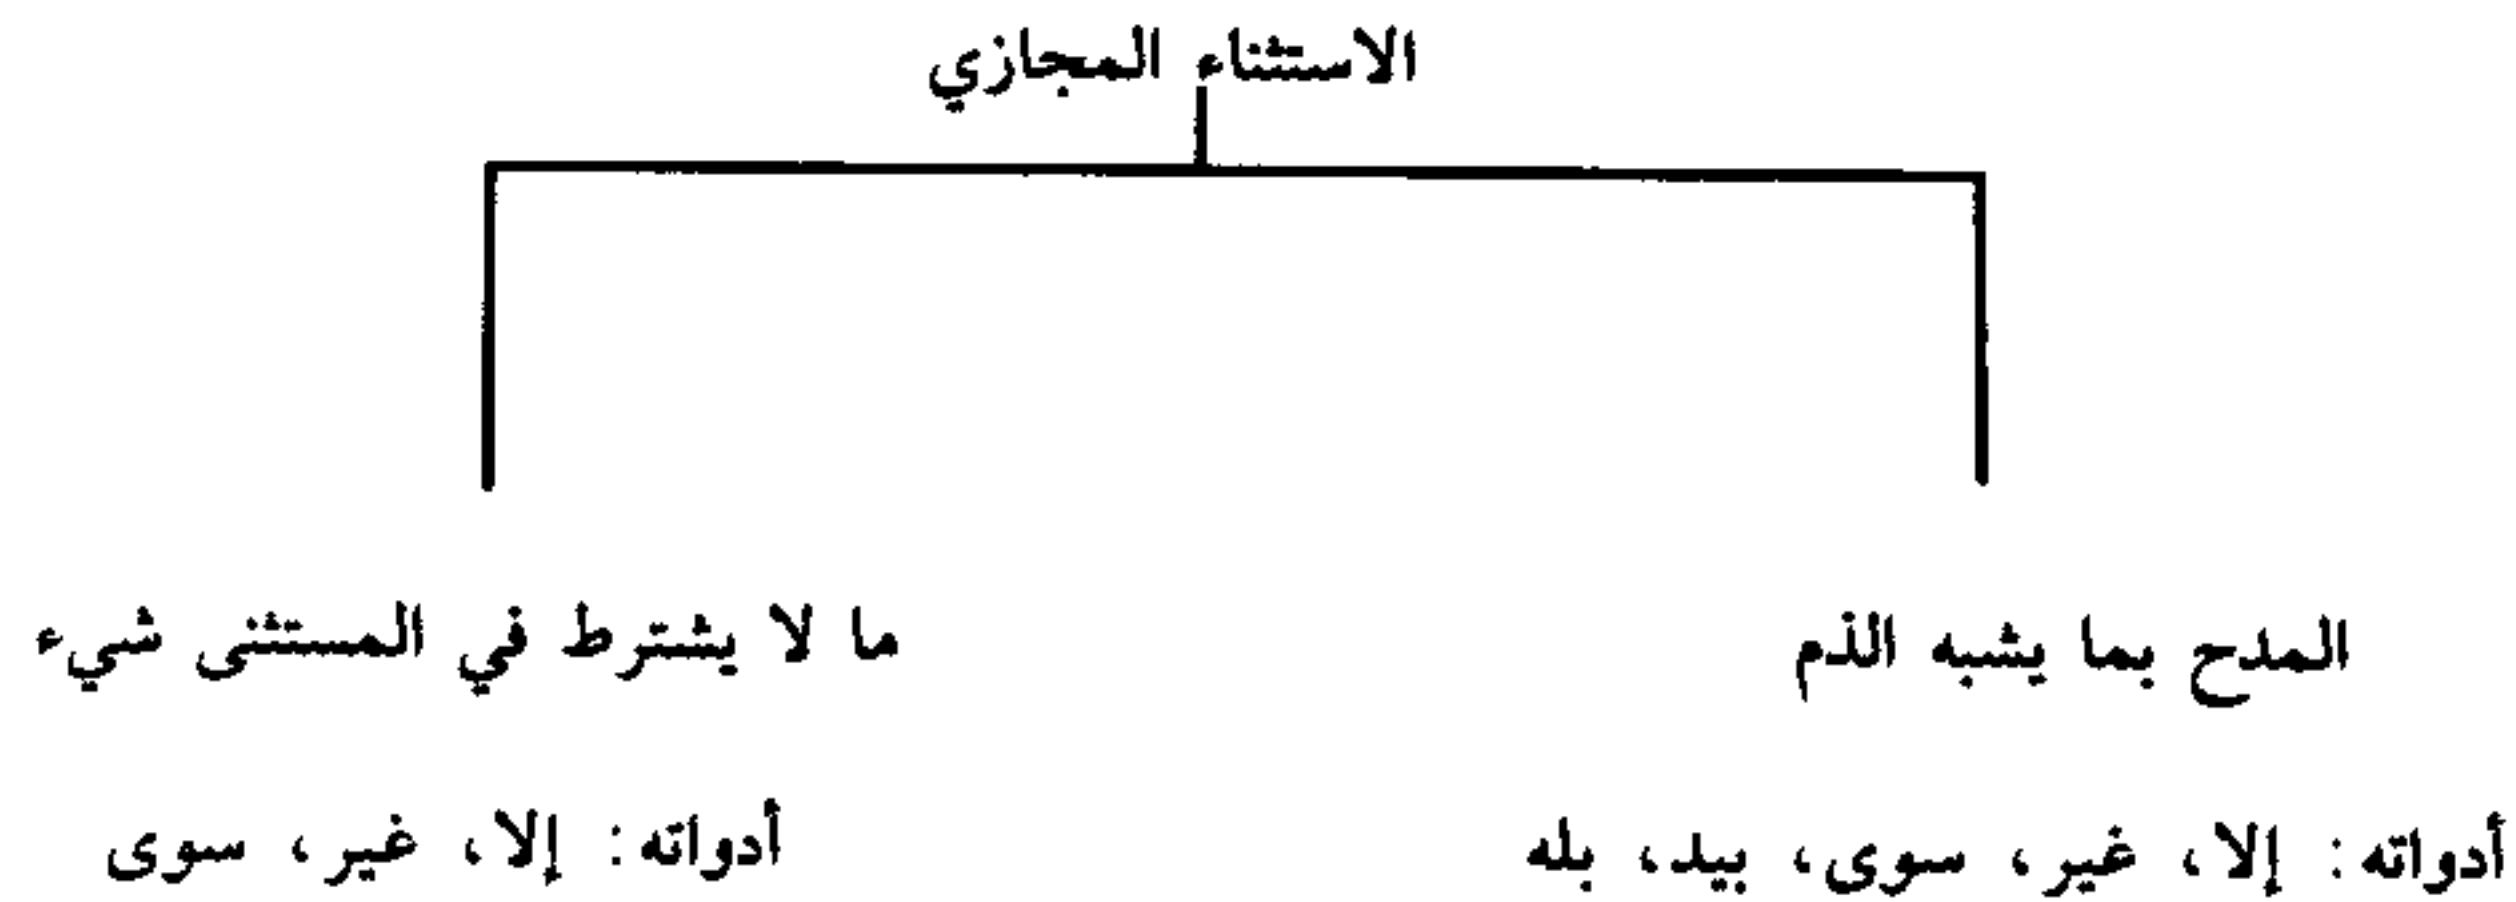 الاستثناء المجازي
المدح بما يشبه الذم
ما لا يشترط في المستثنى شيء
أدواته: إلا، غير، سوى، بيد، بله
أدواته: إلا، غير، سوى